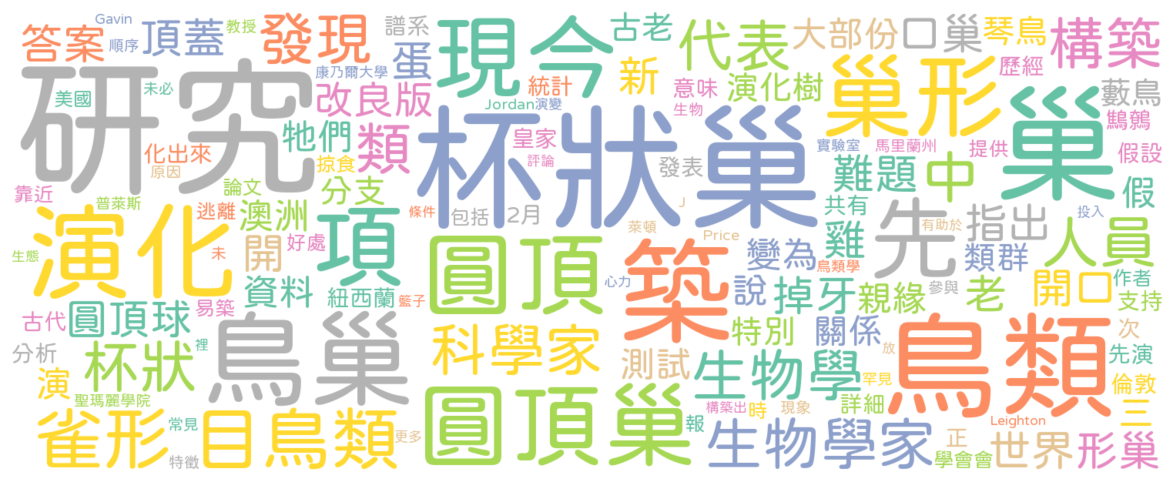 Gavin 教授 譜系 古老 大部份 口巢 琴鳥
答案 順序 頂蓋 發現 現今 代表 構築
康乃爾大學 蛋 統計 新 意味 演化樹 巢形 歷經
研究 美國 未必 改良版 Jordan 演變 生物 藪鳥
牠們 類 杯狀巢 皇家 實驗室 馬里蘭州 鷦鷯 巢
化出來 掠食 評論 發表 難題 中 提供 假設
原因 靠近 論文 分支 假
普萊斯 逃離 澳洲 條件 包括 2月 J 共有 雞 先 有助於 指出 投入 人員
演化 未 好處 項 萊頓 Price 變為 類群
生態 開 圓頂 築 鳥類學 作者
資料 紐西蘭 籃子 心力 說 掉牙 親緣 參與 老 開口 支持
古代 圓頂球 易築 特別 關係 次
分析 杯狀 鳥巢 裡 科學家 測試 生物學 放 鳥類 先演
演 罕見 倫敦
聖瑪麗學院 圓頂巢 構築出 時 現象 詳細 三
雀形 常見 目鳥類 更多 報 Leighton
特徵 生物學家 正 學會會 世界 形巢